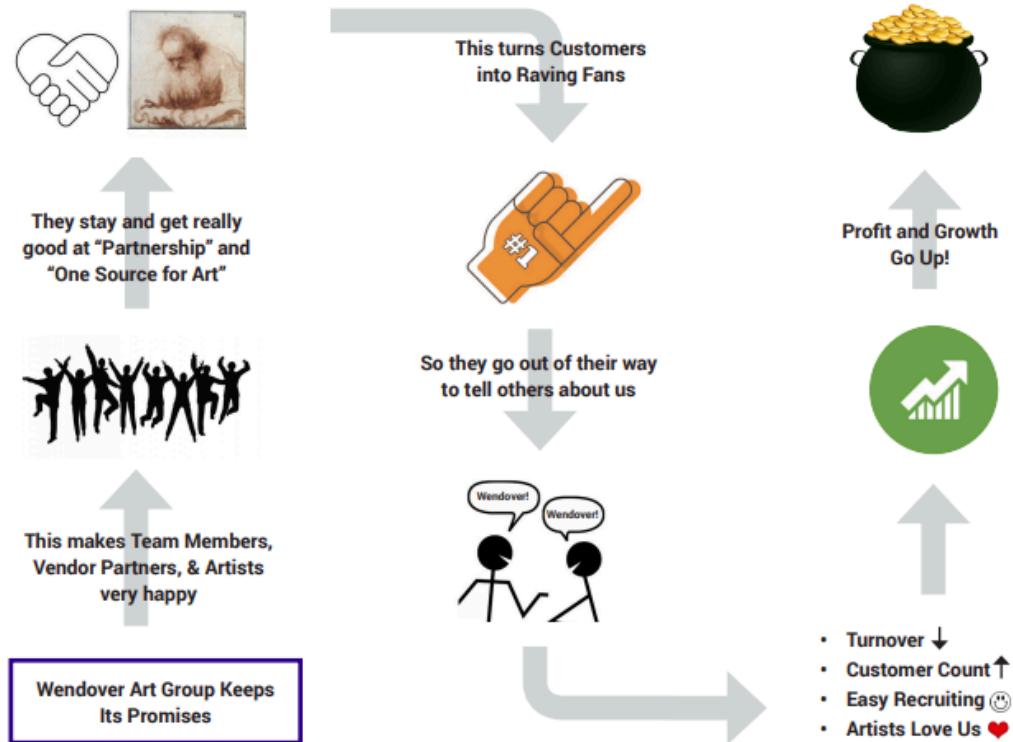 Wendover Art Group Keeps
Its Promises
This makes Team Members,
Vendor Partners, & Artists
very happy
They stay and get really
good at “Partnership” and
“One Source for Art”
This turns Customers
into Raving Fans
#1
So they go out of their way
to tell others about us
Wendover!
Wendover!
• Turnover ↓
• Customer Count ↑
• Easy Recruiting ☺
• Artists Love Us ❤
Profit and Growth
Go Up!